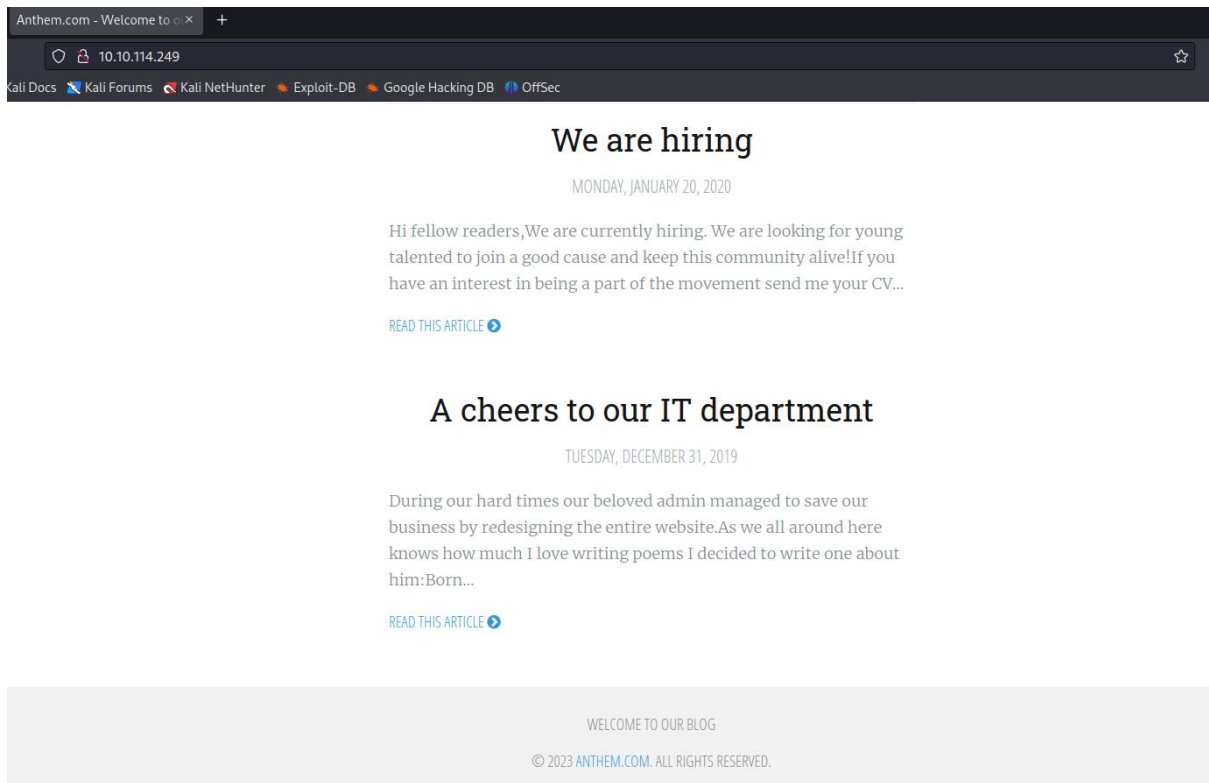 Anthem.com - Welcome to o
10.10.114.249
Kali Docs Kali Forums Kali NetHunter Exploit-DB Google Hacking DB OffSec
We are hiring
MONDAY, JANUARY 20, 2020
Hi fellow readers,We are currently hiring. We are looking for young
talented to join a good cause and keep this community alive!If you
have an interest in being a part of the movement send me your CV...
READ THIS ARTICLE
A cheers to our IT department
TUESDAY, DECEMBER 31, 2019
During our hard times our beloved admin managed to save our
business by redesigning the entire website.As we all around here
knows how much I love writing poems I decided to write one about
him:Born...
READ THIS ARTICLE
WELCOME TO OUR BLOG
© 2023 ANTHEM.COM. ALL RIGHTS RESERVED.